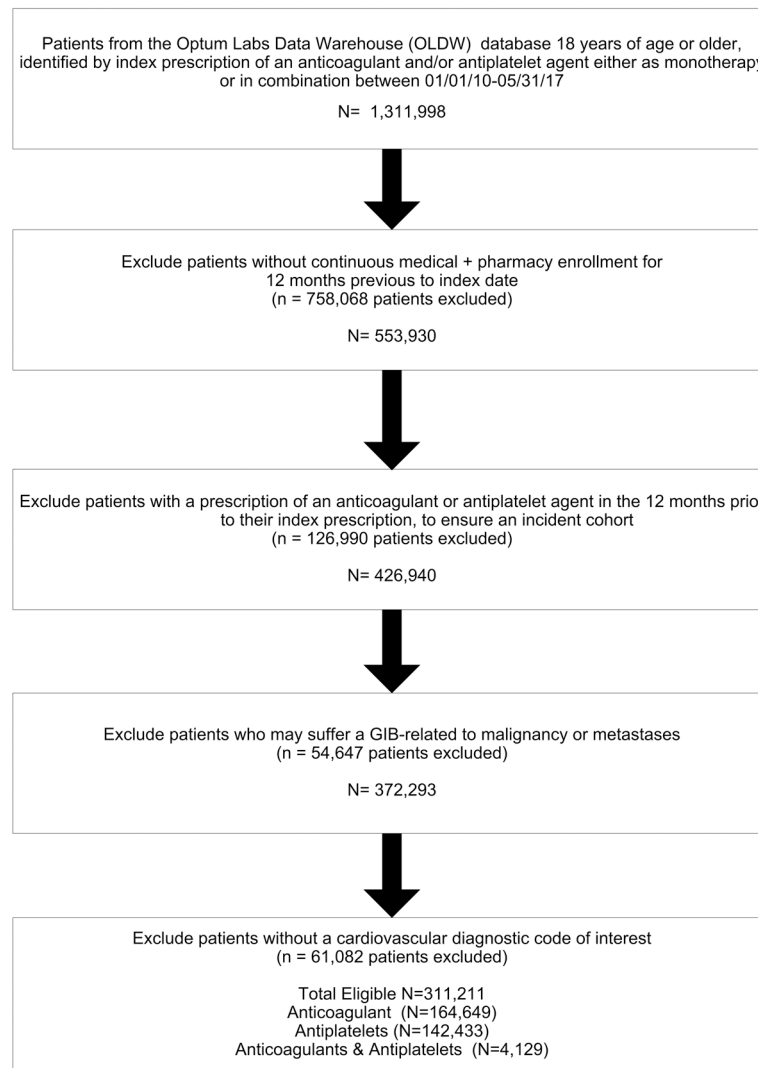 Patients from the Optum Labs Data Warehouse (OLDW) database 18 years of age or older,
identified by index prescription of an anticoagulant and/or antiplatelet agent either as monotherapy
or in combination between 01/01/10-05/31/17
N= 1,311,998
Exclude patients without continuous medical + pharmacy enrollment for
12 months previous to index date
(n = 758,068 patients excluded)
N= 553,930
Exclude patients with a prescription of an anticoagulant or antiplatelet agent in the 12 months prio
to their index prescription, to ensure an incident cohort
(n = 126,990 patients excluded)
N= 426,940
Exclude patients who may suffer a GIB-related to malignancy or metastases
(n = 54,647 patients excluded)
N= 372,293
Exclude patients without a cardiovascular diagnostic code of interest
(n = 61,082 patients excluded)
Total Eligible N=311,211
Anticoagulant (N=164,649)
Antiplatelets (N=142,433)
Anticoagulants & Antiplatelets (N=4,129)